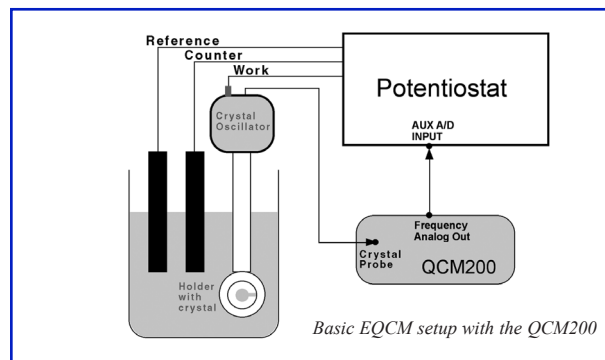 Reference
Counter
Work
Potentiostat
Crystal
Oscillator
AUX A/D
INPUT
Frequency
Analog Out
Crystal
Probe
QCM200
Holder
with
crystal
Basic EQCM setup with the QCM200